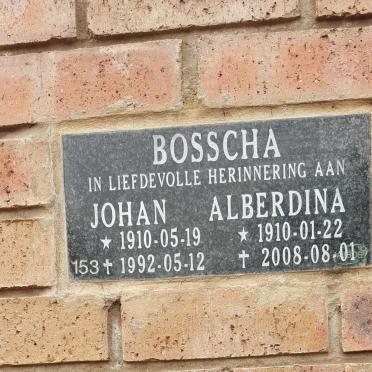 BOSSCHA
IN LIEFDEVOLLE HERINNERING AAN
JOHAN ALBERDINA
★ 1910-05-19 ★ 1910-01-22
153 ✝ 1992-05-12 ✝ 2008-08-01